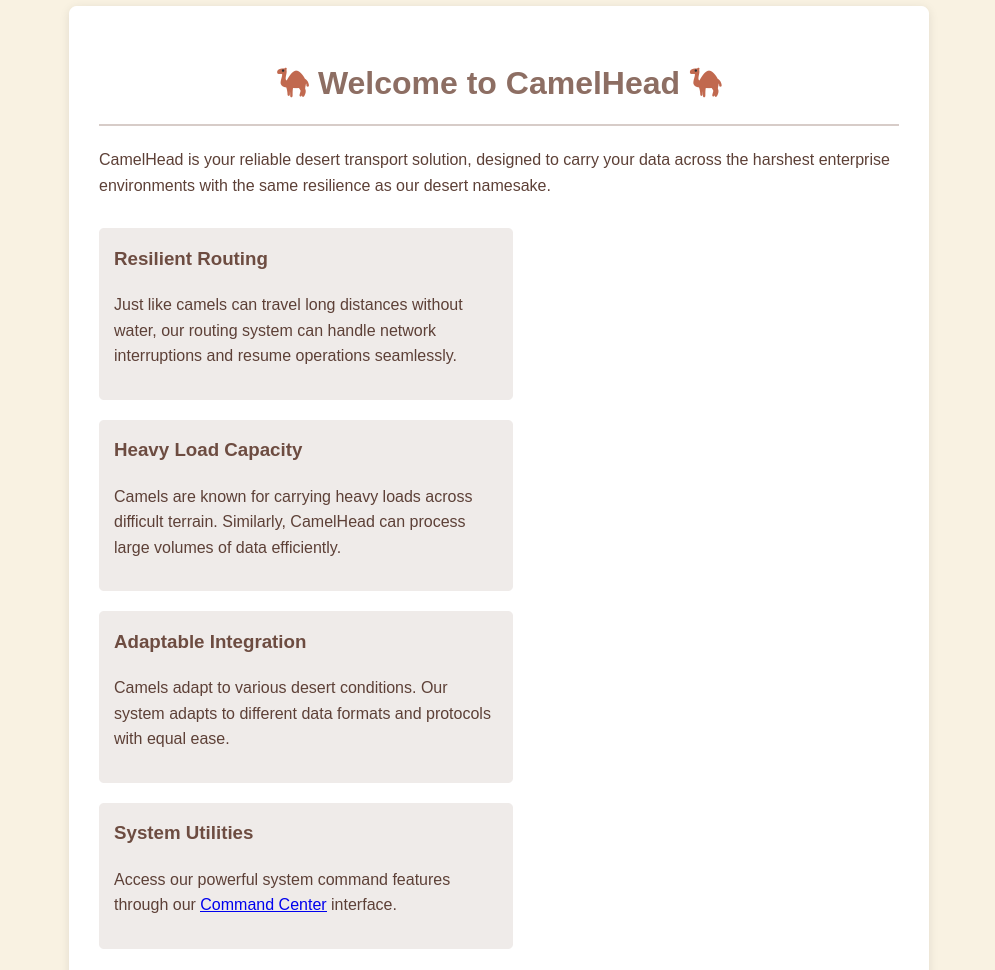 🐫 Welcome to CamelHead 🐫
CamelHead is your reliable desert transport solution, designed to carry your data across the harshest enterprise
environments with the same resilience as our desert namesake.
Resilient Routing
Just like camels can travel long distances without
water, our routing system can handle network
interruptions and resume operations seamlessly.
Heavy Load Capacity
Camels are known for carrying heavy loads across
difficult terrain. Similarly, CamelHead can process
large volumes of data efficiently.
Adaptable Integration
Camels adapt to various desert conditions. Our
system adapts to different data formats and protocols
with equal ease.
System Utilities
Access our powerful system command features
through our Command Center interface.